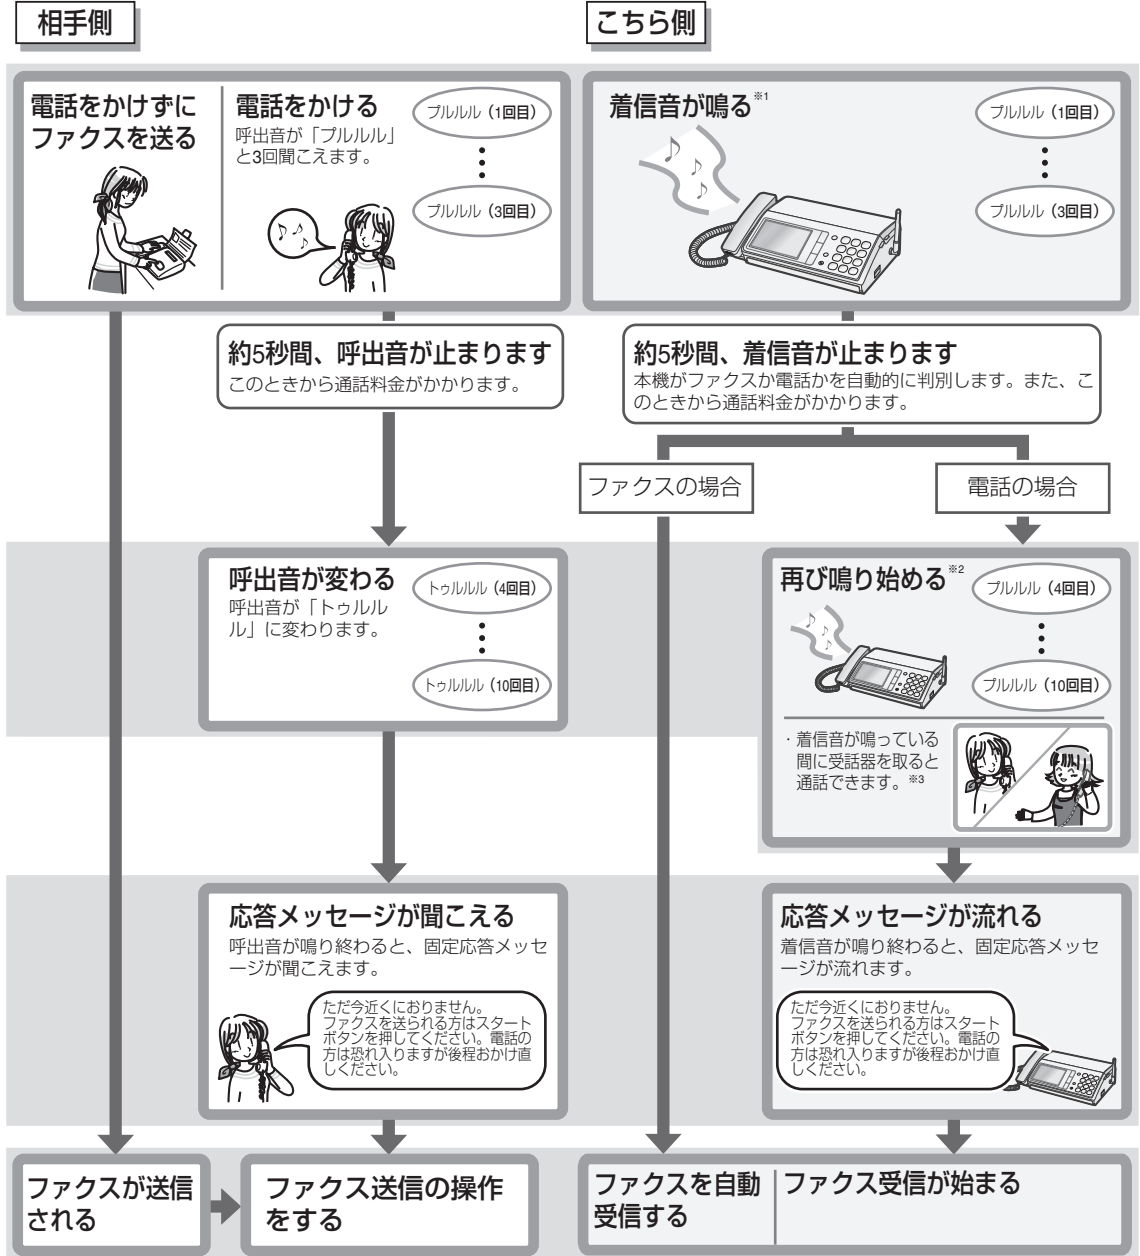 相手側
こちら側
電話をかけずに
ファクスを送る
電話をかける
呼出音が「プルルル」
と3回聞こえます。
プルルル（1回目）
プルルル（3回目）
着信音が鳴る※1
プルルル（1回目）
プルルル（3回目）
約5秒間、呼出音が止まります
このときから通話料金がかかります。
約5秒間、着信音が止まります
本機がファクスか電話かを自動的に判別します。また、こ
のときから通話料金がかかります。
ファクスの場合
電話の場合
呼出音が変わる
呼出音が「トゥルル
ル」に変わります。
トゥルルル（4回目）
トゥルルル（10回目）
再び鳴り始める※2
プルルル（4回目）
プルルル（10回目）
・着信音が鳴っている
間に受話器を取ると
通話できます。※3
応答メッセージが聞こえる
呼出音が鳴り終わると、固定応答メッセ
ージが聞こえます。
ただ今近くにおりません。
ファクスを送られる方はスタート
ボタンを押してください。電話の
方は恐れ入りますが後程おかけ直
しください。
応答メッセージが流れる
着信音が鳴り終わると、固定応答メッセ
ージが流れます。
ただ今近くにおりません。
ファクスを送られる方はスタート
ボタンを押してください。電話の
方は恐れ入りますが後程おかけ直
しください。
ファクスが送信
される
ファクス送信の操作
をする
ファクスを自動
受信する
ファクス受信が始まる